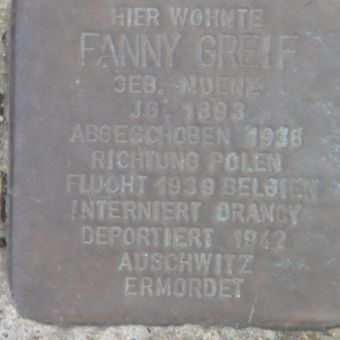 HIER WOHNTE
FANNY GREIF
GEB. MUENZ
JG. 1893
ABGESCHOBEN 1938
RICHTUNG POLEN
FLUCHT 1939 BELGIEN
INTERNIERT DRANCY
DEPORTIERT 1942
AUSCHWITZ
ERMORDET